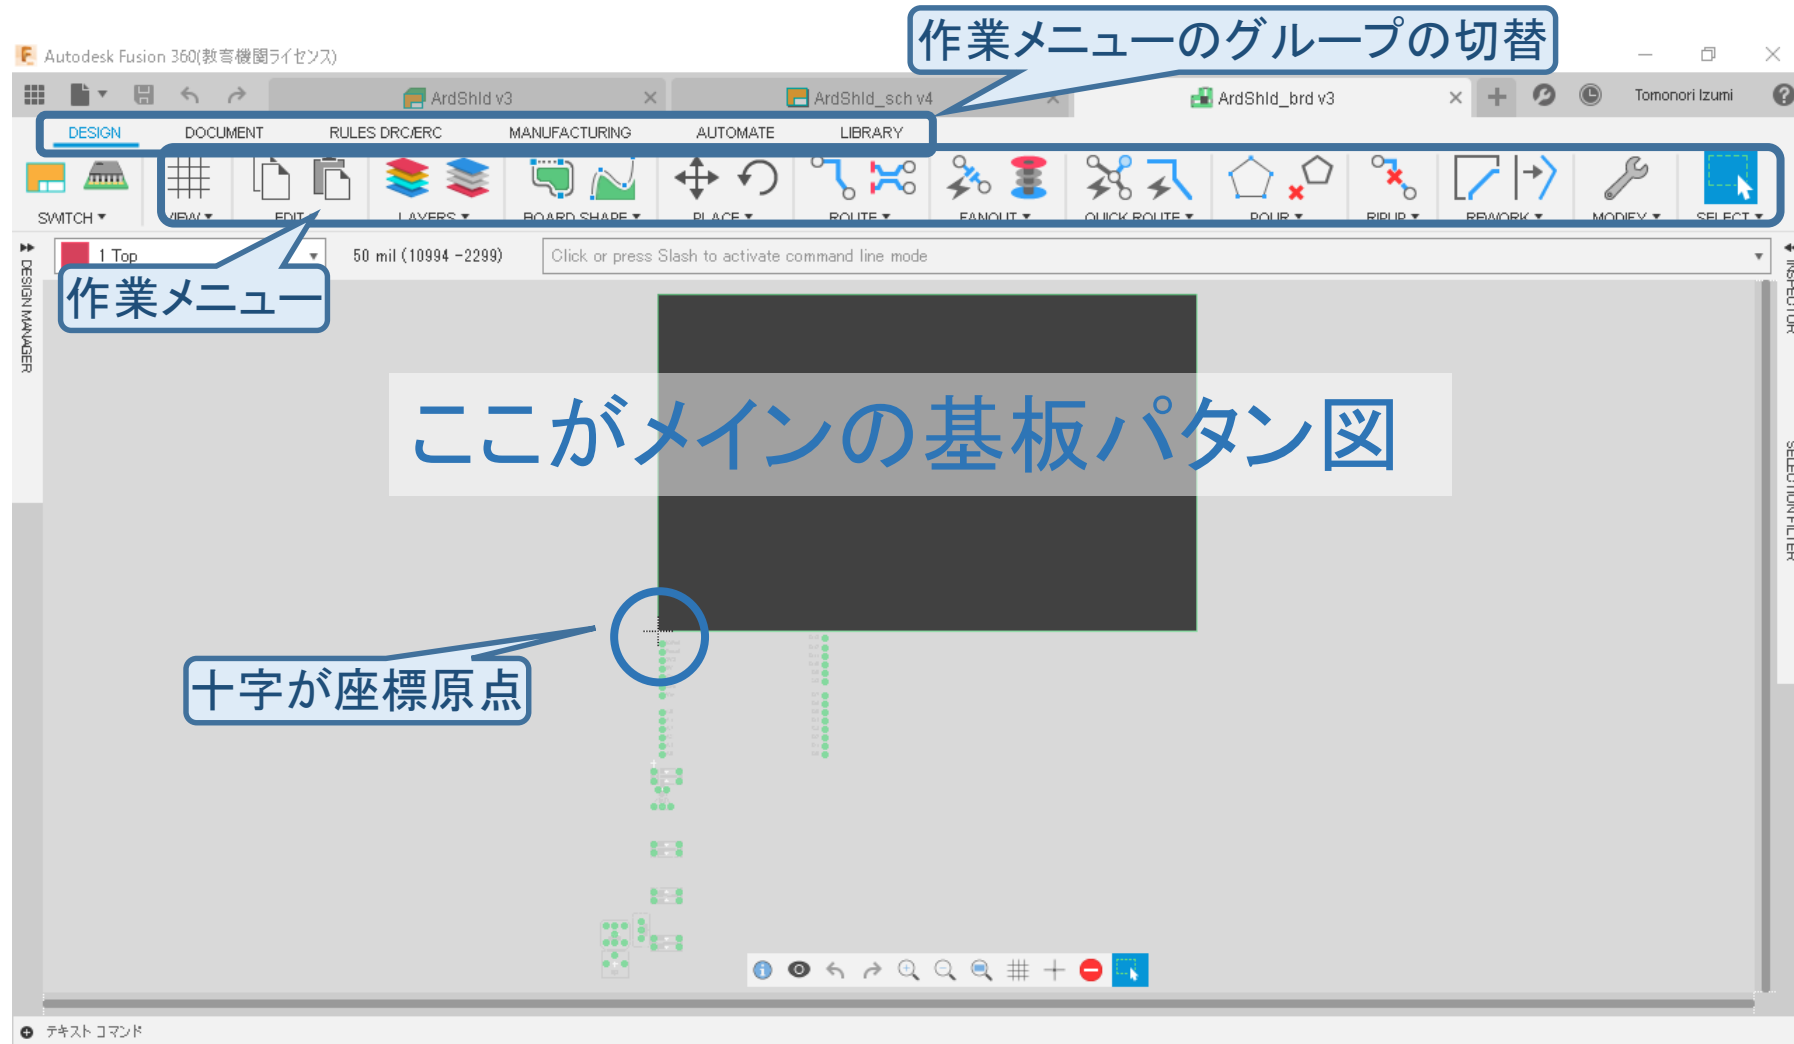 作業メニューのグループの切替
Autodesk Fusion 360(教育機関ライセンス)
ArdShld v3
ArdShld_sch v4
ArdShld_brd v3
Tomonori Izumi
DESIGN DOCUMENT RULES DRC/ERC MANUFACTURING AUTOMATE LIBRARY
SWITCH VIEW EDIT LAYERS BOARD SHAPE PLACE ROUTE FANOUT QUICK ROUTE POUR RIPUP REWORK MODIFY SELECT
1 Top
50 mil (10994 -2299)
Click or press Slash to activate command line mode
DESIGN MANAGER
INSPECTOR
作業メニュー
ここがメインの基板パタン図
SELECTION FILTER
十字が座標原点
テキスト コマンド